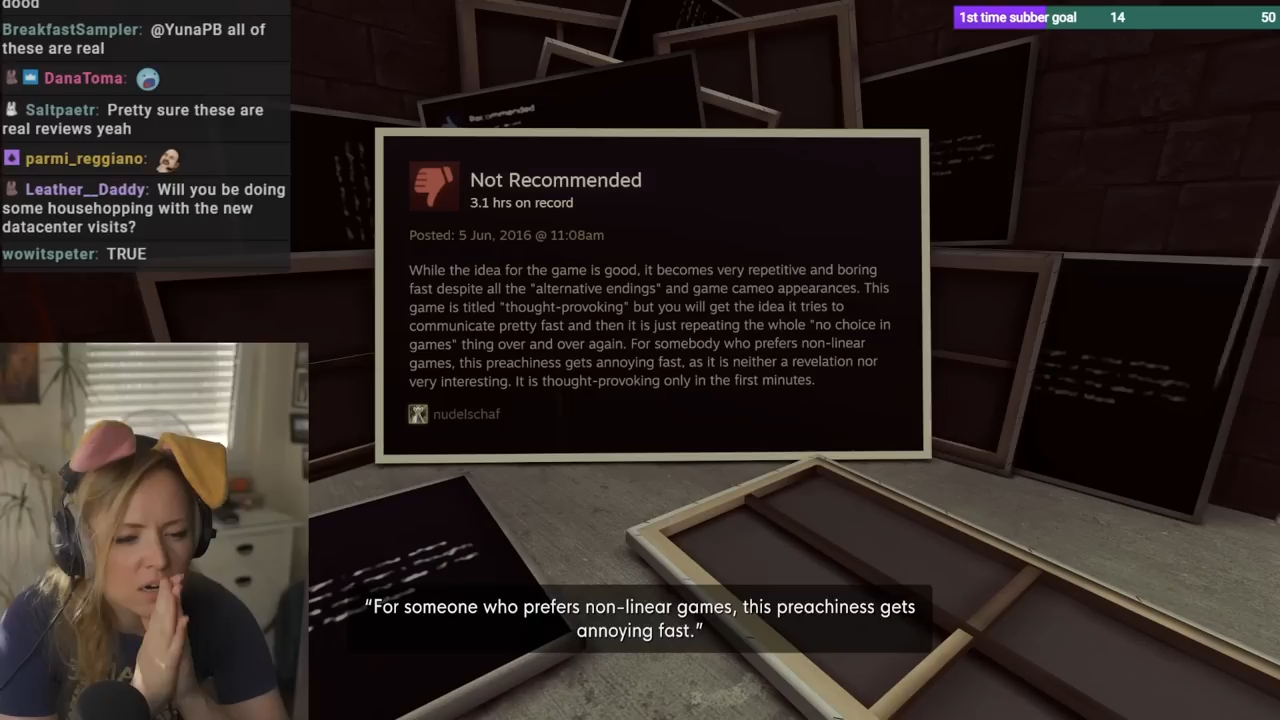 dood
BreakfastSampler: @YunaPB all of
these are real
DanaToma:
Saltpaetr: Pretty sure these are
real reviews yeah
parmi_reggiano:
Leather__Daddy: Will you be doing
some househopping with the new
datacenter visits?
wowitspeter: TRUE
1st time subber goal 14 50
Not Recommended
3.1 hrs on record
Posted: 5 Jun, 2016 @ 11:08am
While the idea for the game is good, it becomes very repetitive and boring
fast despite all the "alternative endings" and game cameo appearances. This
game is titled "thought-provoking" but you will get the idea it tries to
communicate pretty fast and then it is just repeating the whole "no choice in
games" thing over and over again. For somebody who prefers non-linear
games, this preachiness gets annoying fast, as it is neither a revelation nor
very interesting. It is thought-provoking only in the first minutes.
nudelschaf
“For someone who prefers non-linear games, this preachiness gets
annoying fast.”